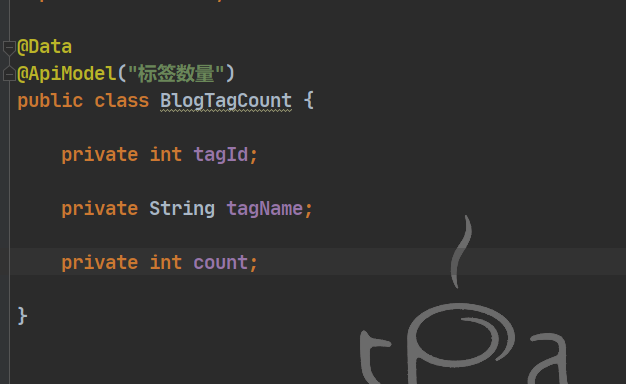 @Data
@ApiModel("标签数量")
public class BlogTagCount {
private int tagId;
private String tagName;
private int count;
}